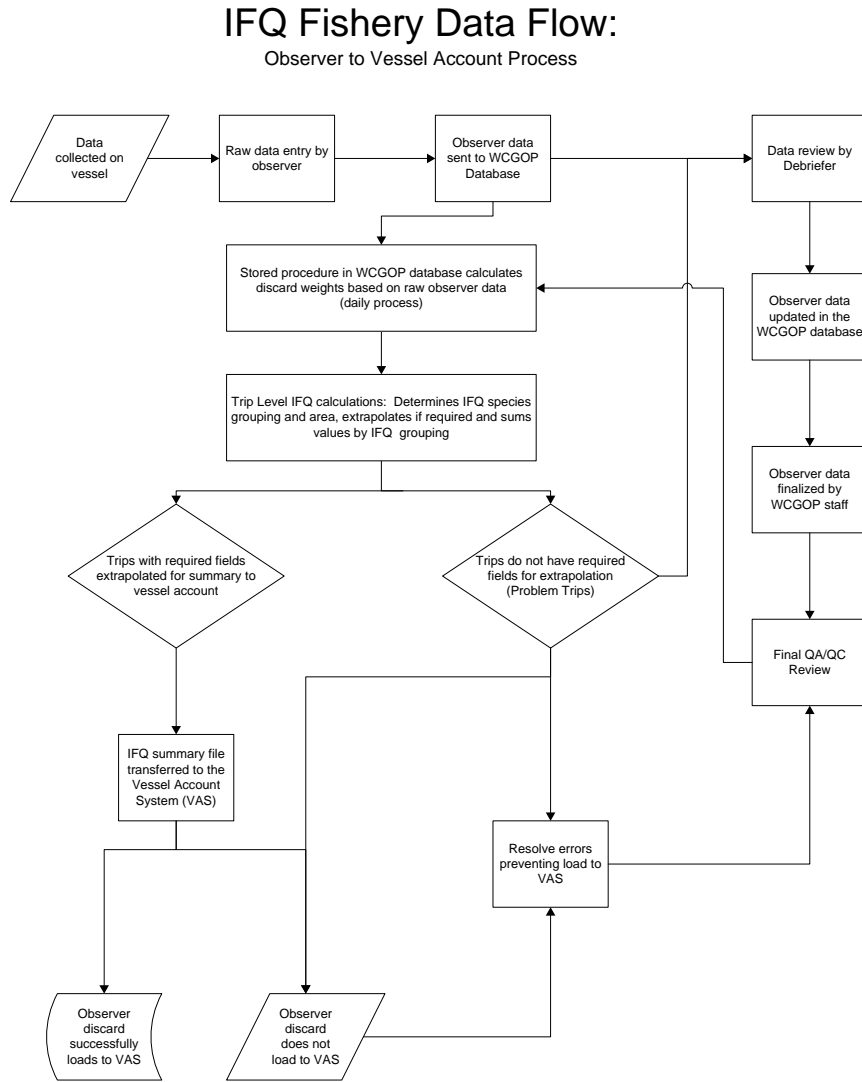 IFQ Fishery Data Flow:
Observer to Vessel Account Process
Data
collected on
vessel
Raw data entry by
observer
Observer data
sent to WCGOP
Database
Data review by
Debriefer
Stored procedure in WCGOP database calculates
discard weights based on raw observer data
(daily process)
Observer data
updated in the
WCGOP database
Trip Level IFQ calculations:  Determines IFQ species
grouping and area, extrapolates if required and sums
values by IFQ  grouping
Observer data
finalized by
WCGOP staff
Trips with required fields
extrapolated for summary to
vessel account
Trips do not have required
fields for extrapolation
(Problem Trips)
Final QA/QC
Review
IFQ summary file
transferred to the
Vessel Account
System (VAS)
Resolve errors
preventing load to
VAS
Observer
discard
successfully
loads to VAS
Observer
discard
does not
load to VAS